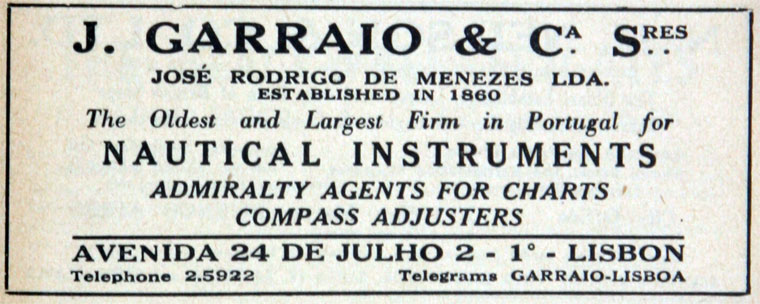 J. GARRAIO & CA. SRES.
JOSÉ RODRIGO DE MENEZES LDA.
ESTABLISHED IN 1860
The Oldest and Largest Firm in Portugal for
NAUTICAL INSTRUMENTS
ADMIRALTY AGENTS FOR CHARTS
COMPASS ADJUSTERS
AVENIDA 24 DE JULHO 2 - 1° - LISBON
Telephone 2.5922 Telegrams GARRAIO-LISBOA